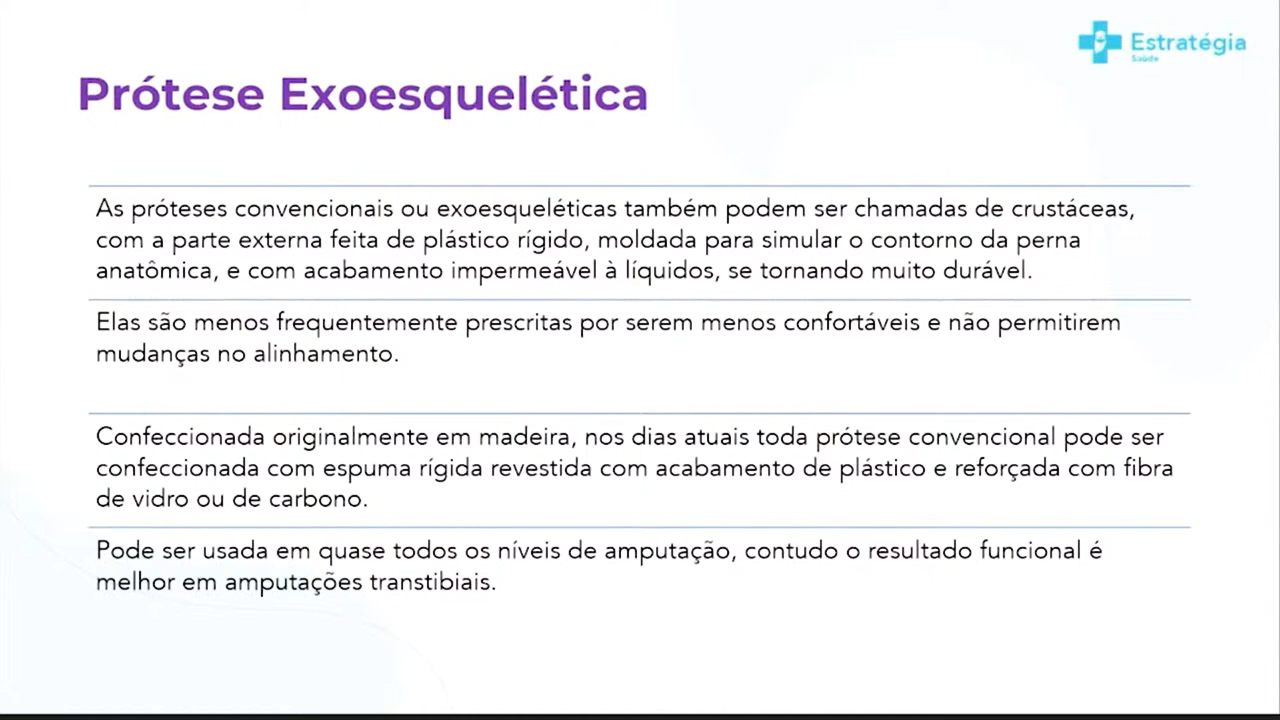 Estratégia
Saúde
Prótese Exoesquelética
As próteses convencionais ou exoesqueléticas também podem ser chamadas de crustáceas,
com a parte externa feita de plástico rígido, moldada para simular o contorno da perna
anatômica, e com acabamento impermeável à líquidos, se tornando muito durável.
Elas são menos frequentemente prescritas por serem menos confortáveis e não permitirem
mudanças no alinhamento.
Confeccionada originalmente em madeira, nos dias atuais toda prótese convencional pode ser
confeccionada com espuma rígida revestida com acabamento de plástico e reforçada com fibra
de vidro ou de carbono.
Pode ser usada em quase todos os níveis de amputação, contudo o resultado funcional é
melhor em amputações transtibiais.